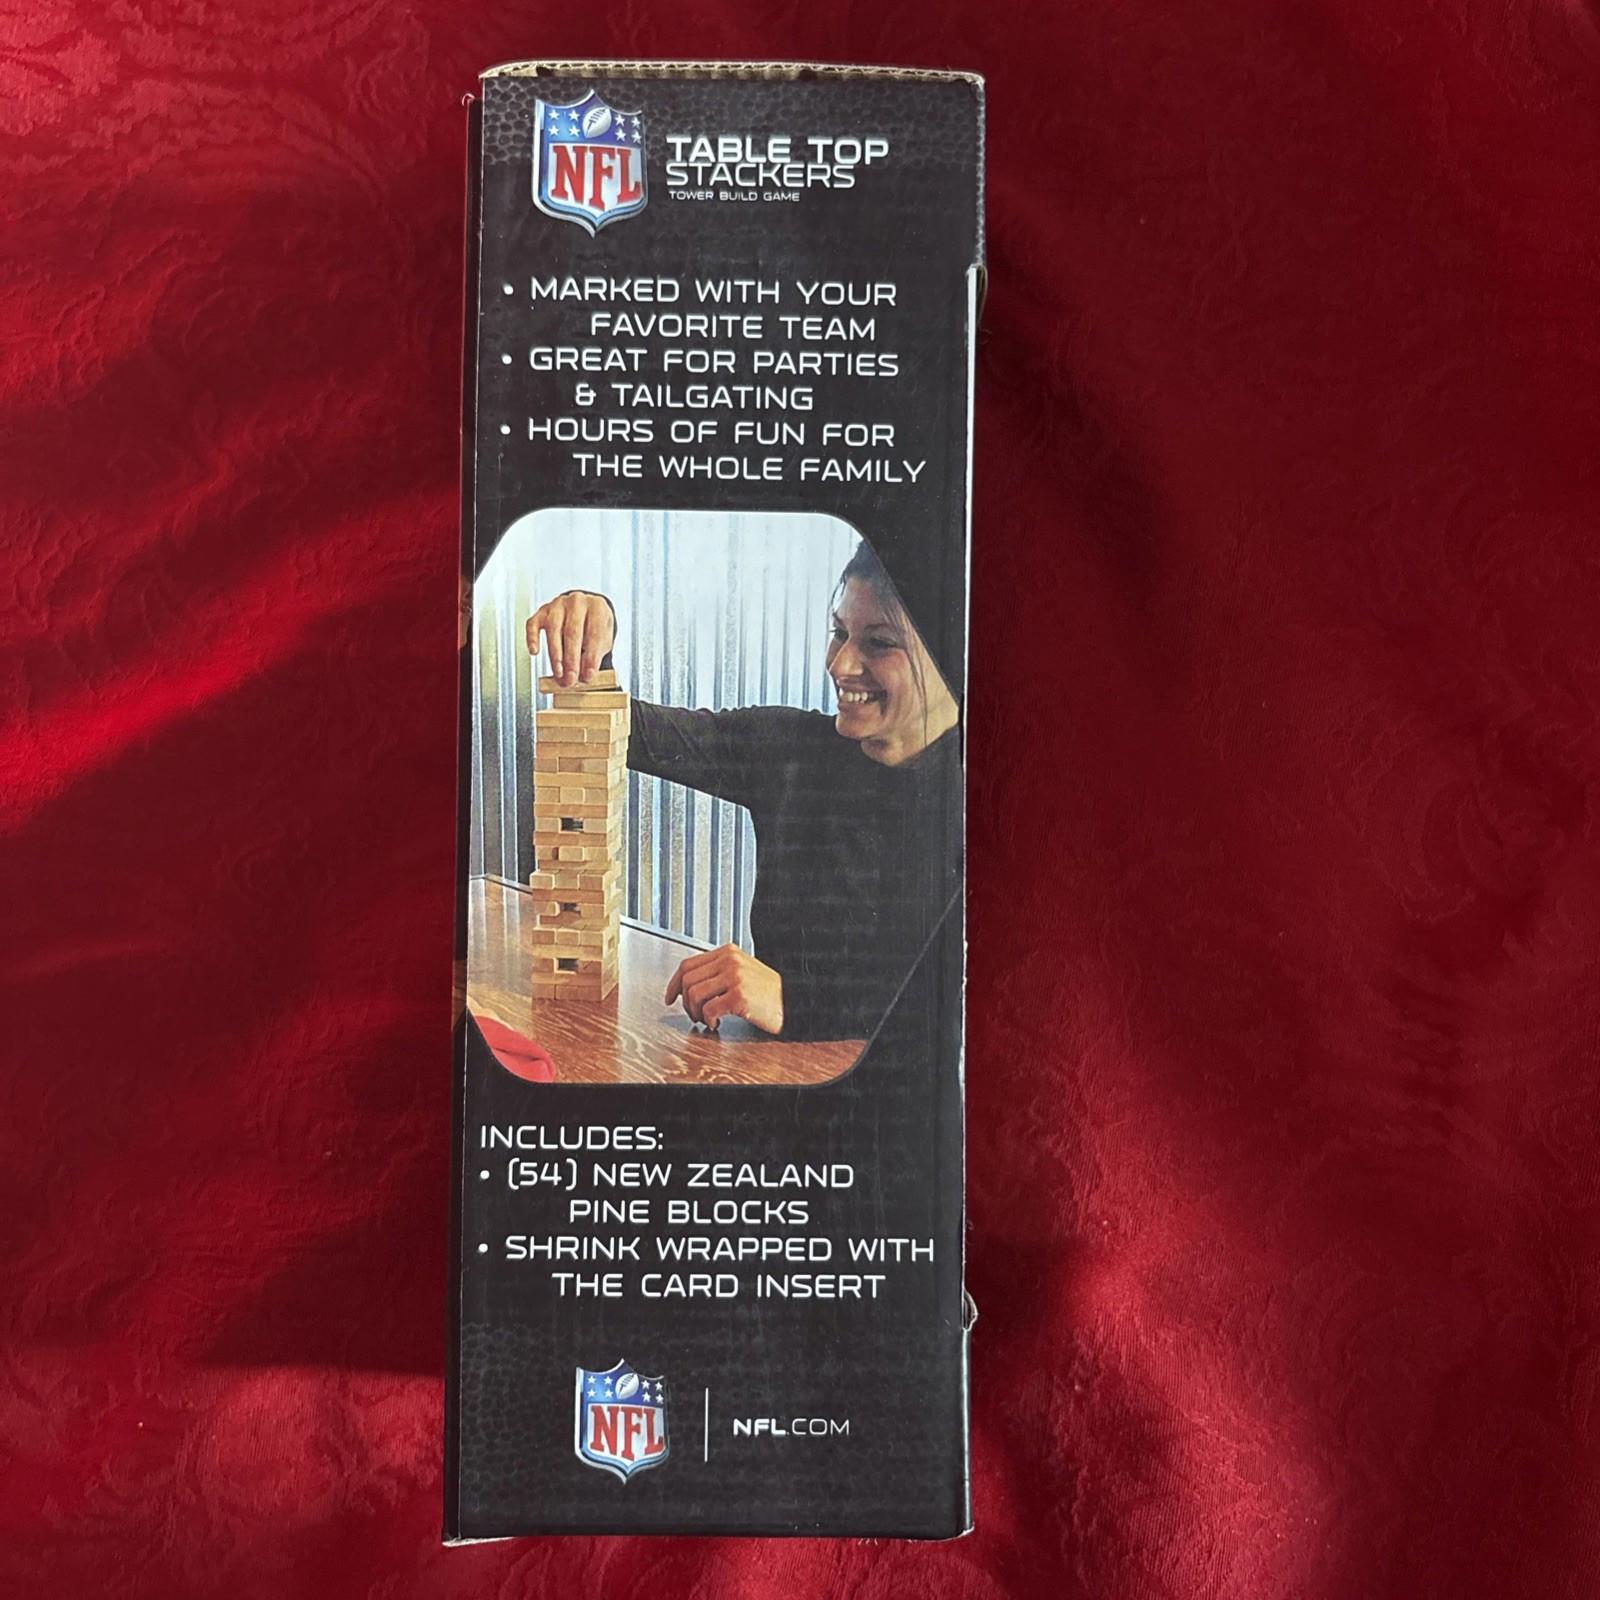 NFL
TABLE TOP
STACKERS
TOWER BUILD GAME
• MARKED WITH YOUR
FAVORITE TEAM
• GREAT FOR PARTIES
& TAILGATING
• HOURS OF FUN FOR
THE WHOLE FAMILY
INCLUDES:
• (54) NEW ZEALAND
PINE BLOCKS
• SHRINK WRAPPED WITH
THE CARD INSERT
NFL
NFL.COM